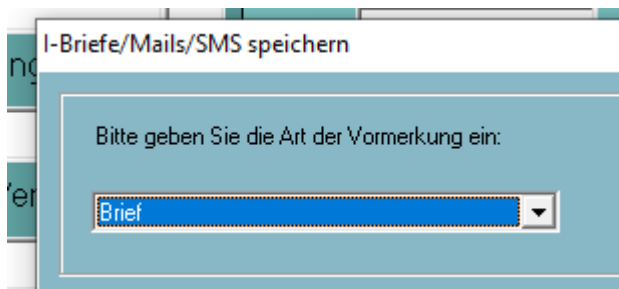 I-Briefe/Mails/SMS speichern
Bitte geben Sie die Art der Vormerkung ein:
Brief